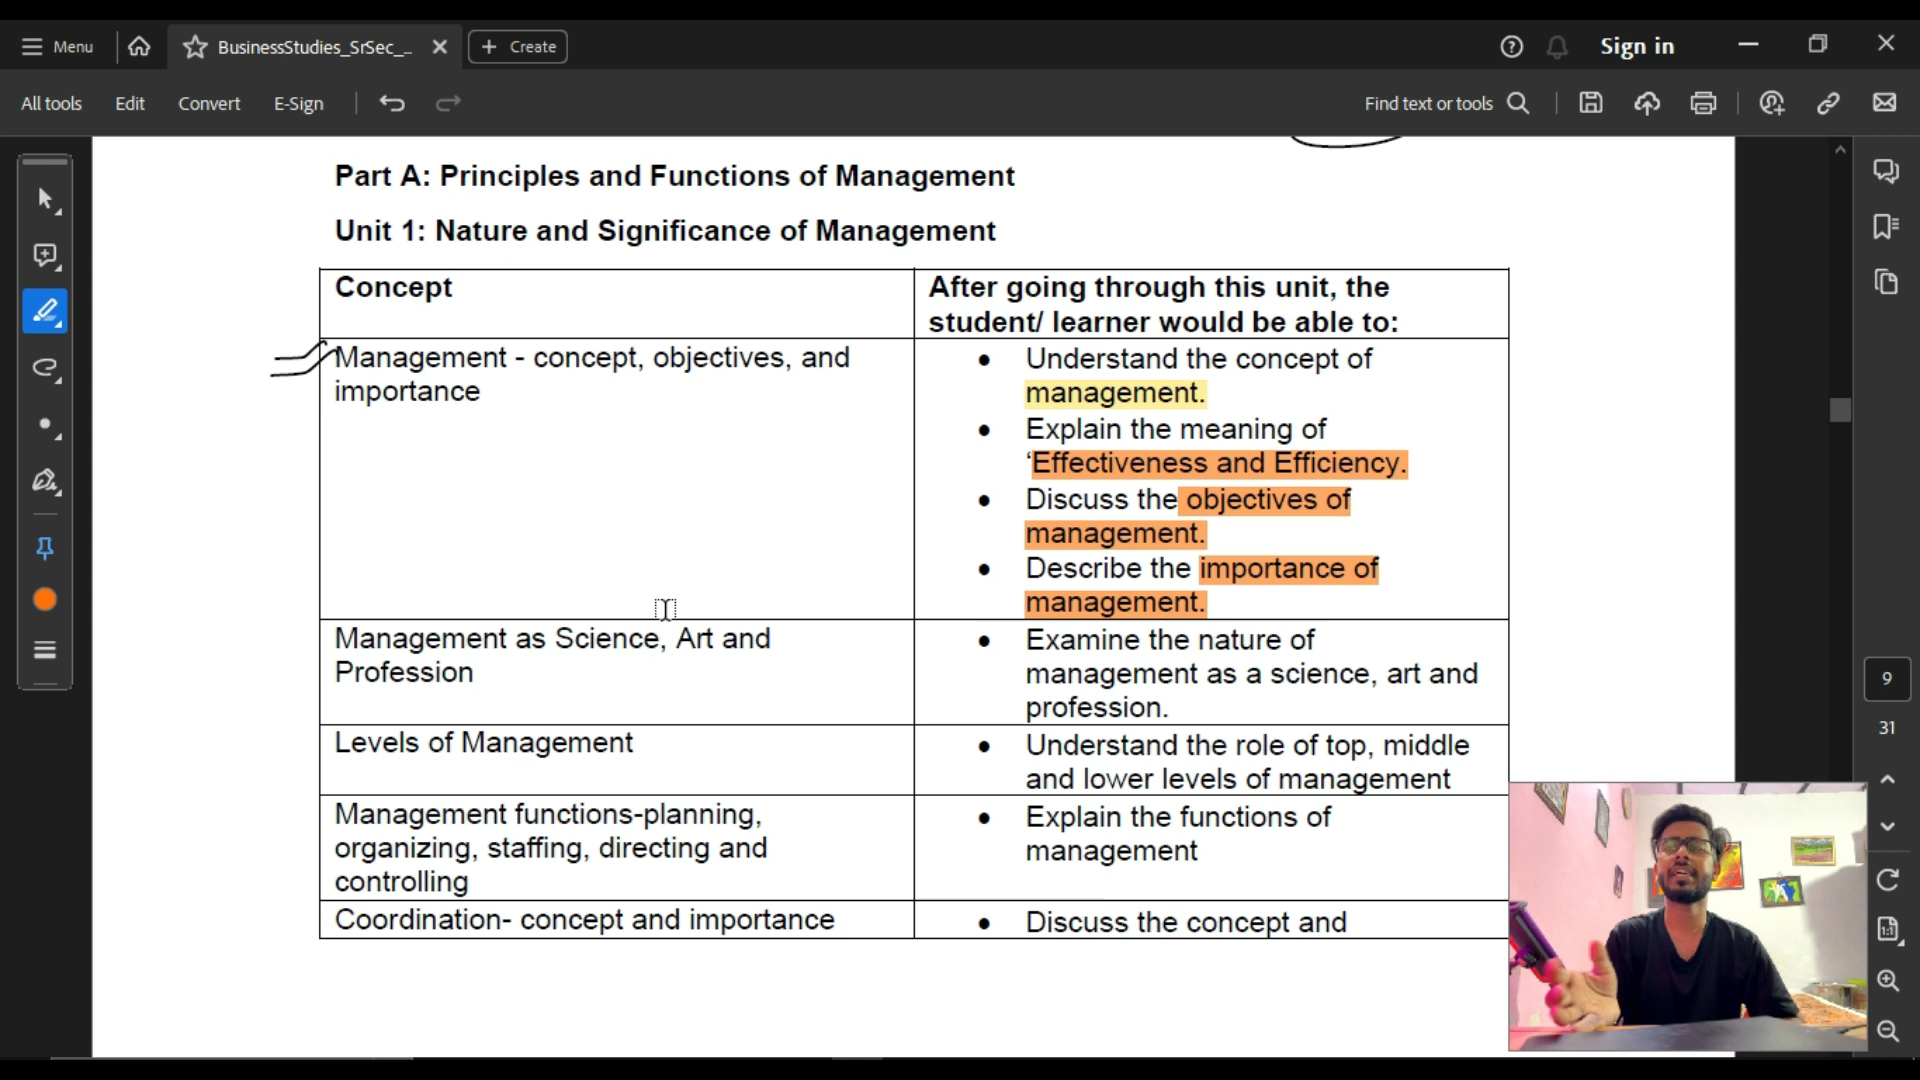 Menu
BusinessStudies_SrSec_...
Create
Sign in
All tools
Edit
Convert
E-Sign
Find text or tools
Part A: Principles and Functions of Management
Unit 1: Nature and Significance of Management
Concept
After going through this unit, the
student/ learner would be able to:
Management - concept, objectives, and
importance
• Understand the concept of
management.
• Explain the meaning of
‘Effectiveness and Efficiency.
• Discuss the objectives of
management.
• Describe the importance of
management.
Management as Science, Art and
Profession
• Examine the nature of
management as a science, art and
profession.
Levels of Management
• Understand the role of top, middle
and lower levels of management
Management functions-planning,
organizing, staffing, directing and
controlling
• Explain the functions of
management
Coordination- concept and importance
• Discuss the concept and
9
31
1:1